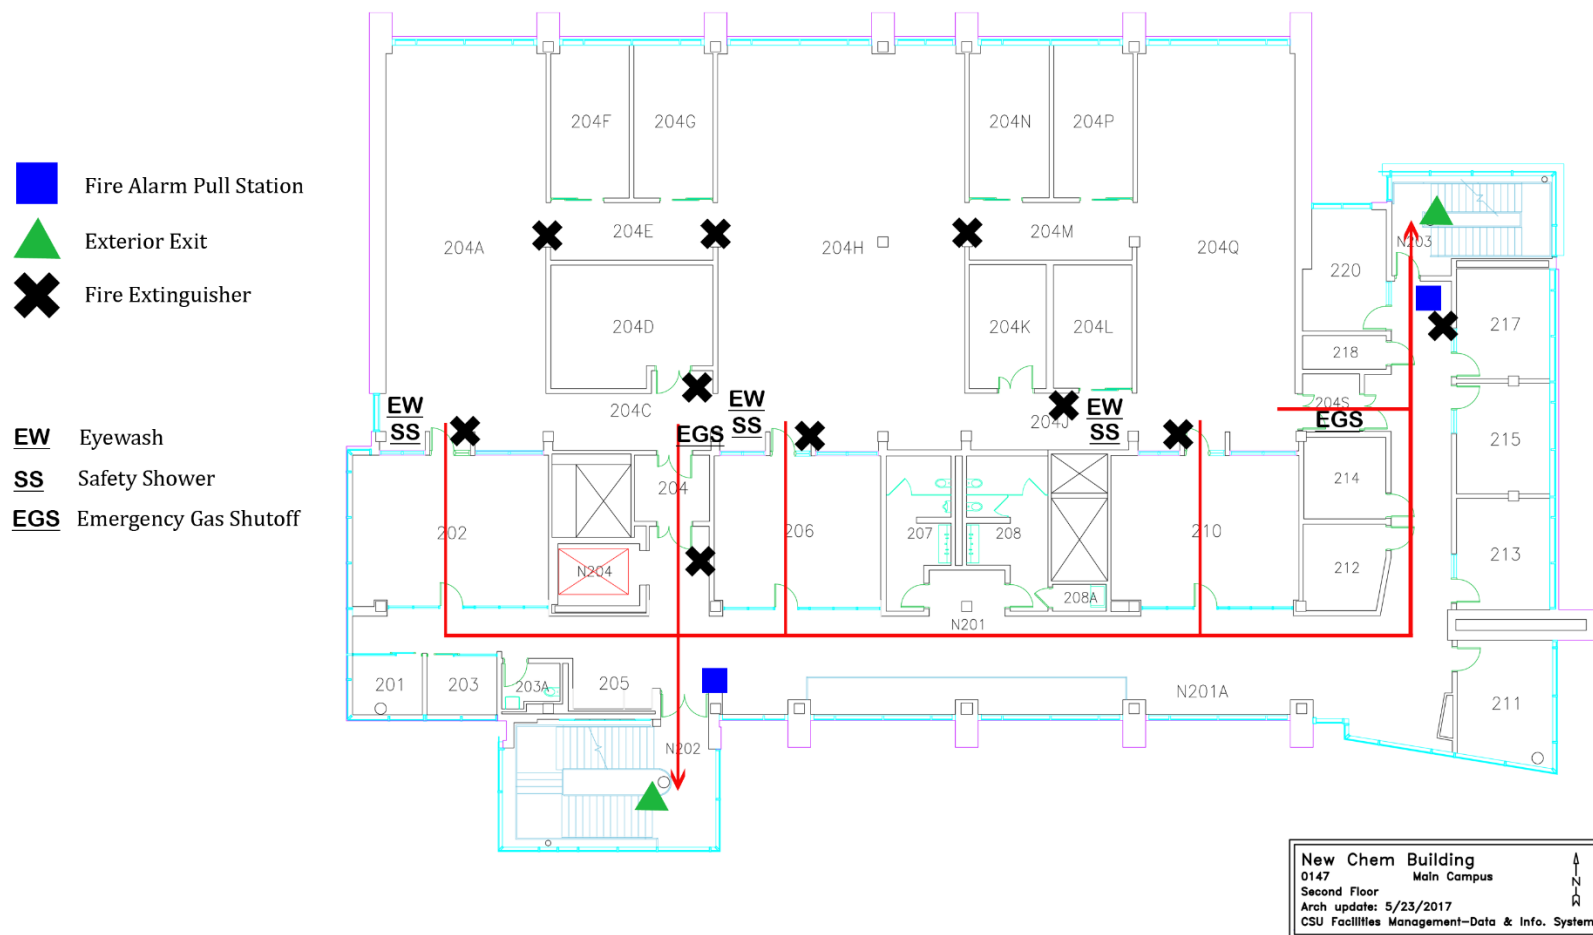 Fire Alarm Pull Station
Exterior Exit
Fire Extinguisher
EW Eyewash
SS Safety Shower
EGS Emergency Gas Shutoff
204F
204G
204N
204P
204A
204E
204H
204M
204Q
N203
220
204D
204K
204L
217
218
204S
EW
SS
204C
EW
SS
EGS
204J
EW
SS
EGS
215
204
214
202
206
207
208
210
213
N204
212
208A
N201
201
203
203A
205
N201A
211
N202
New Chem Building
0147 Main Campus
Second Floor
Arch update: 5/23/2017
CSU Facilities Management-Data & Info. System
N